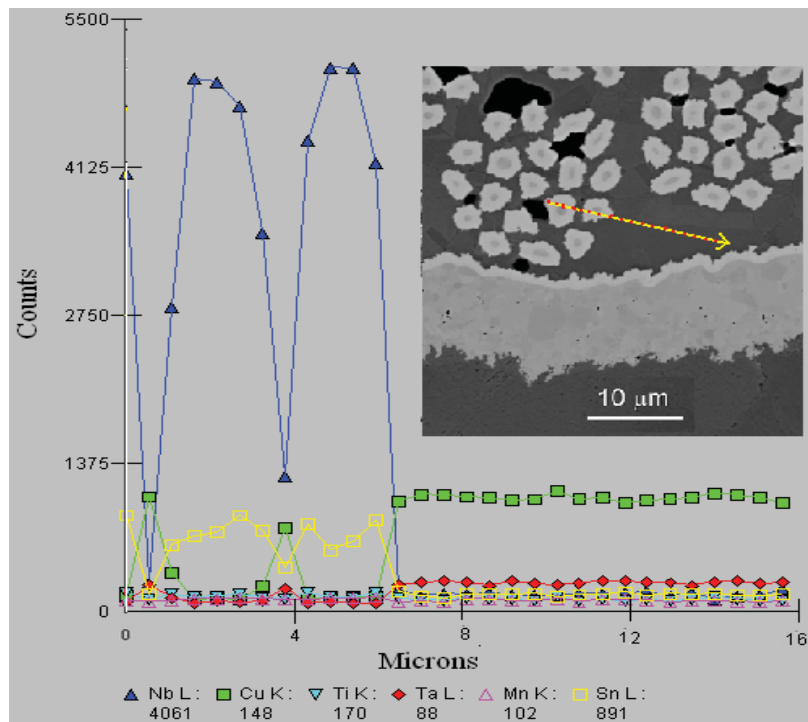 5500
4125
2750
1375
0
Counts
10 μm
0 4 8 12 16
Microns
Nb L : Cu K : Ti K : Ta L : Mn K : Sn L :
4061 148 170 88 102 891